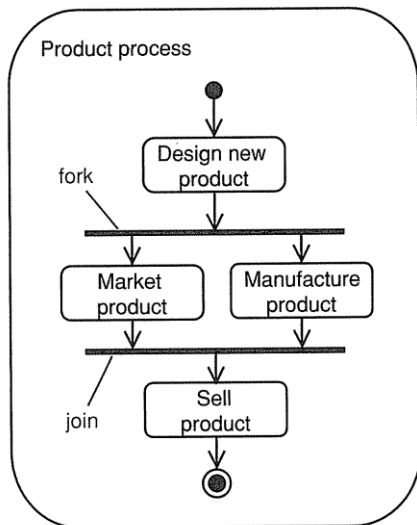 Product process
Design new
product
fork
Market
product
Manufacture
product
Sell
product
join